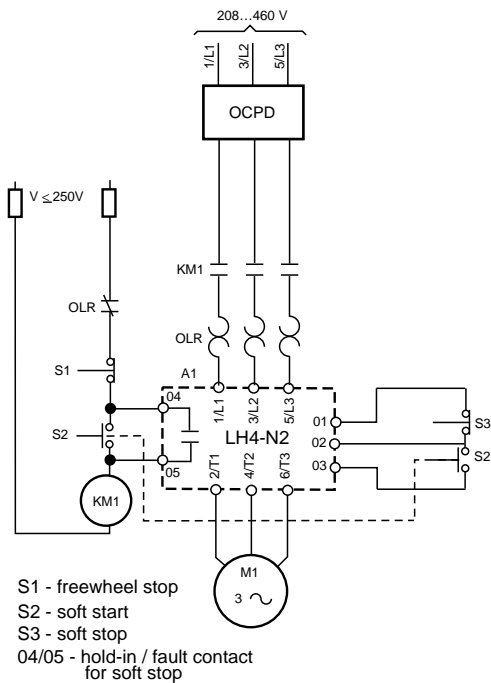 208...460 V
1/L1 3/L2 5/L3
OCPD
V ≤250V
KM1
OLR OLR
A1
S1
04 1/L1 3/L2 5/L3 01
S3
S2 LH4-N2 02
S2
05 2/T1 4/T2 6/T3 03
KM1
M1
3 ~
S1 - freewheel stop
S2 - soft start
S3 - soft stop
04/05 - hold-in / fault contact
for soft stop